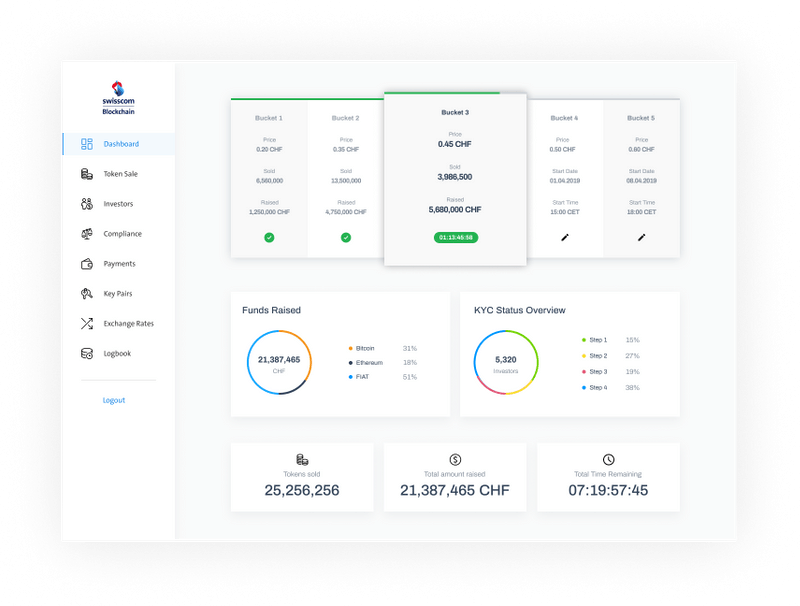 swisscom
Blockchain
Dashboard
Token Sale
Investors
Compliance
Payments
Key Pairs
Exchange Rates
Logbook
Logout
Bucket 1
Price
0.20 CHF
Sold
6,560,000
Raised
1,250,000 CHF
Bucket 2
Price
0.35 CHF
Sold
13,500,000
Raised
4,750,000 CHF
Bucket 3
Price
0.45 CHF
Sold
3,986,500
Raised
5,680,000 CHF
01:13:46:58
Bucket 4
Price
0.50 CHF
Start Date
01.04.2019
Start Time
15:00 CET
Bucket 5
Price
0.60 CHF
Start Date
08.04.2019
Start Time
18:00 CET
Funds Raised
21,387,465
CHF
Bitcoin 31%
Ethereum 18%
FIAT 51%
KYC Status Overview
5,320
Investors
Step 1 15%
Step 2 27%
Step 3 19%
Step 4 38%
Tokens sold
25,256,256
Total amount raised
21,387,465 CHF
Total Time Remaining
07:19:57:45